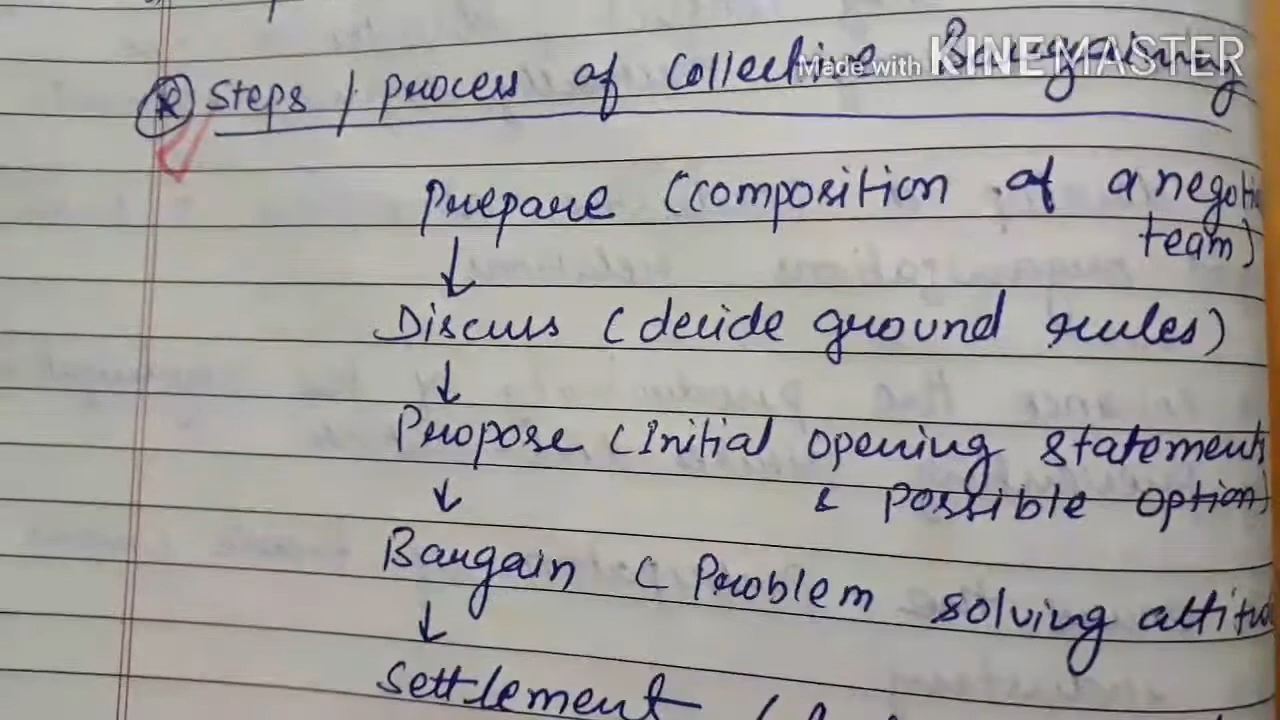 Steps / process of Collective Bargaining
Made with KINEMASTER
Prepare (composition of a negoti
team)
↓
Discuss (decide ground rules)
↓
Propose (Initial opening statement
& possible option)
↓
Bargain (Problem solving attitu
↓
Settlement (